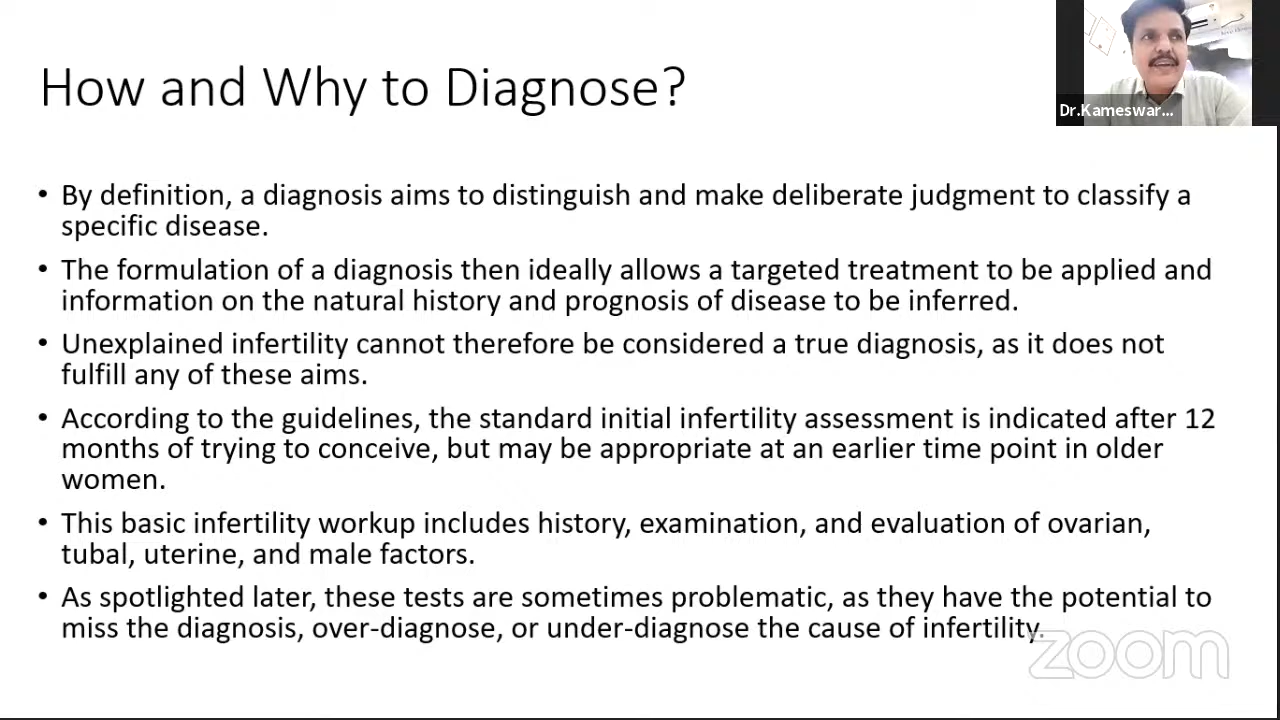 How and Why to Diagnose?
Dr.Kameswar...
• By definition, a diagnosis aims to distinguish and make deliberate judgment to classify a
specific disease.
• The formulation of a diagnosis then ideally allows a targeted treatment to be applied and
information on the natural history and prognosis of disease to be inferred.
• Unexplained infertility cannot therefore be considered a true diagnosis, as it does not
fulfill any of these aims.
• According to the guidelines, the standard initial infertility assessment is indicated after 12
months of trying to conceive, but may be appropriate at an earlier time point in older
women.
• This basic infertility workup includes history, examination, and evaluation of ovarian,
tubal, uterine, and male factors.
• As spotlighted later, these tests are sometimes problematic, as they have the potential to
miss the diagnosis, over-diagnose, or under-diagnose the cause of infertility.
zoom